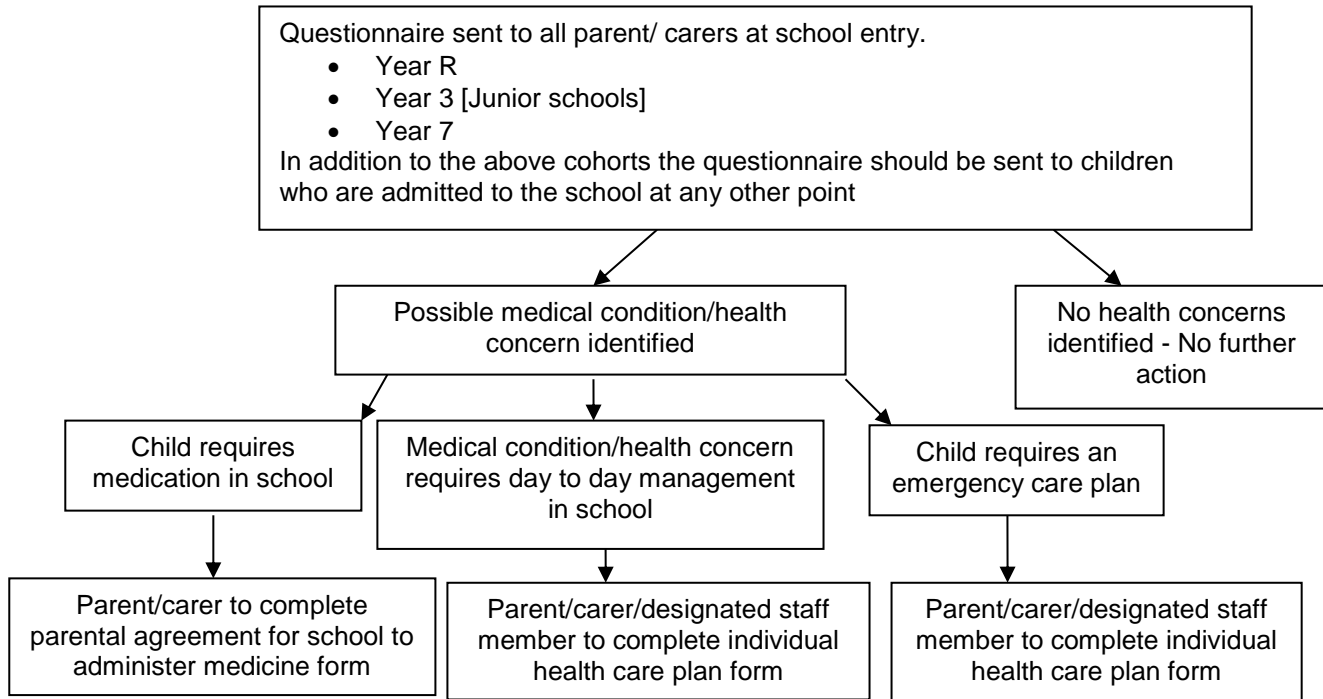 Questionnaire sent to all parent/ carers at school entry.
• Year R
• Year 3 [Junior schools]
• Year 7
In addition to the above cohorts the questionnaire should be sent to children
who are admitted to the school at any other point
Possible medical condition/health
concern identified
No health concerns
identified - No further
action
Child requires
medication in school
Medical condition/health concern
requires day to day management
in school
Child requires an
emergency care plan
Parent/carer to complete
parental agreement for school to
administer medicine form
Parent/carer/designated staff
member to complete individual
health care plan form
Parent/carer/designated staff
member to complete individual
health care plan form